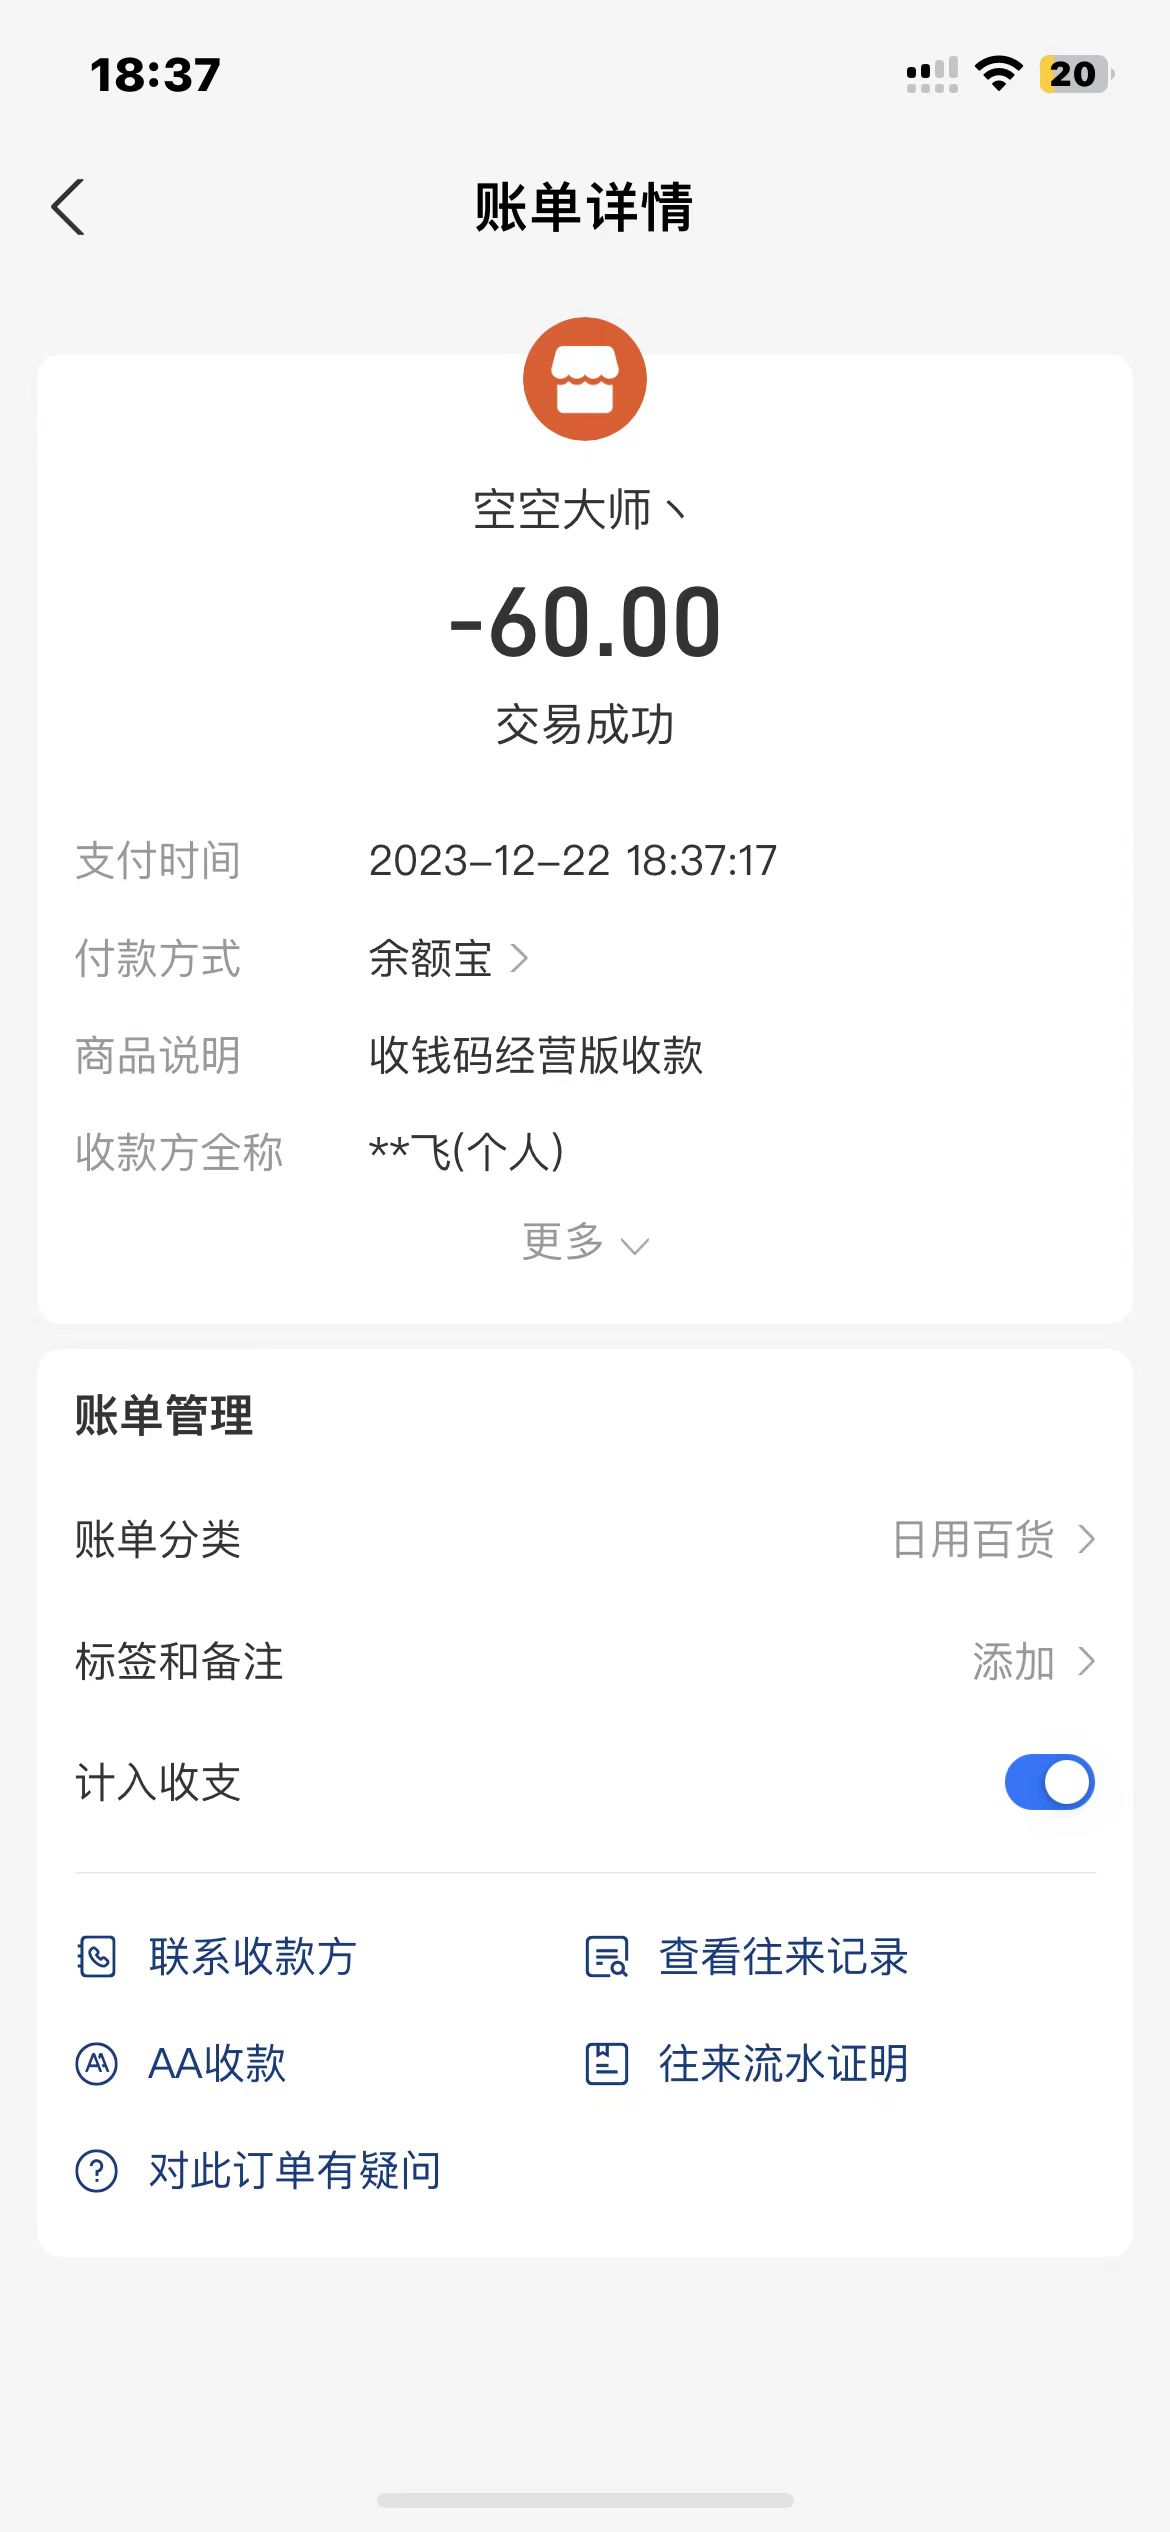 18:37
20
账单详情
空空大师丶
-60.00
交易成功
支付时间 2023-12-22 18:37:17
付款方式 余额宝
商品说明 收钱码经营版收款
收款方全称 **飞(个人)
更多
账单管理
账单分类 日用百货
标签和备注 添加
计入收支
联系收款方 查看往来记录
AA收款 往来流水证明
对此订单有疑问